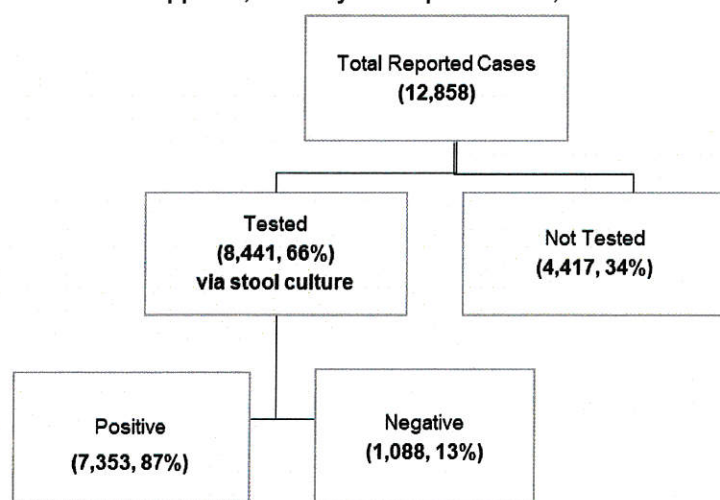 Total Reported Cases
(12,858)
Tested
(8,441, 66%)
via stool culture
Not Tested
(4,417, 34%)
Positive
(7,353, 87%)
Negative
(1,088, 13%)